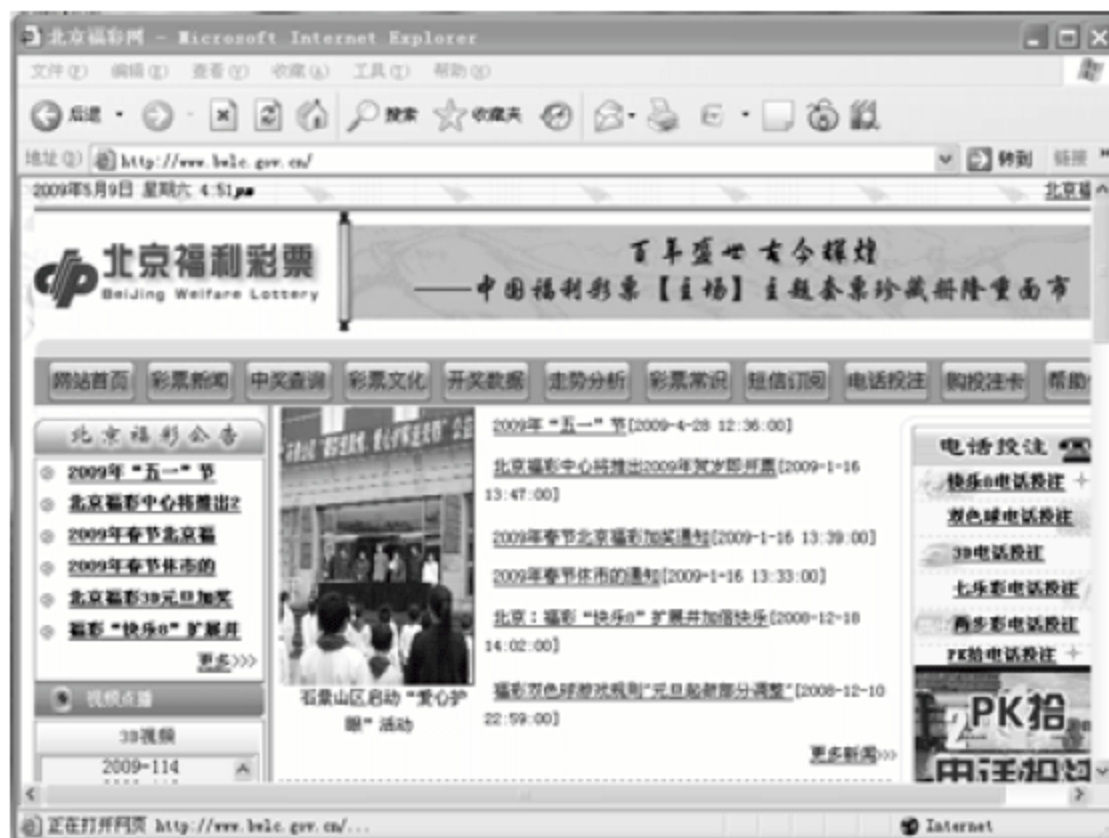 北京福彩网 - Microsoft Internet Explorer
文件(F) 编辑(E) 查看(V) 收藏(A) 工具(T) 帮助(H)
后退 搜索 收藏夹
地址(D) http://www.bwlc.gov.cn/ 转到 链接 »
2009年5月9日 星期六 4:51pm 北京福
北京福利彩票
BeiJing Welfare Lottery
百年盛世 古今辉煌
——中国福利彩票【主场】主题套票珍藏册隆重面市
网站首页 彩票新闻 中奖查询 彩票文化 开奖数据 走势分析 彩票常识 短信订阅 电话投注 购投注卡 帮助
北京福彩公告
2009年“五一”节
北京福彩中心将推出2
2009年春节北京福
2009年春节休市的
北京福彩3D元旦加奖
福彩“快乐8”扩展并
更多>>>
视频点播
3D视频
2009-114
石景山区启动“爱心护
眼”活动
2009年“五一”节[2009-4-28 12:36:00]
北京福彩中心将推出2009年贺岁即开票[2009-1-16
13:47:00]
2009年春节北京福彩加奖通知[2009-1-16 13:39:00]
2009年春节休市的通知[2009-1-16 13:33:00]
北京:福彩“快乐8”扩展并加倍快乐[2008-12-18
14:02:00]
福彩双色球游戏规则"元旦起做部分调整"[2008-12-10
22:59:00]
更多新闻>>>
电话投注
快乐8电话投注
双色球电话投注
3D电话投注
七乐彩电话投注
两步彩电话投注
PK拾电话投注
PK拾
电话投注
正在打开网页 http://www.bwlc.gov.cn/... Internet